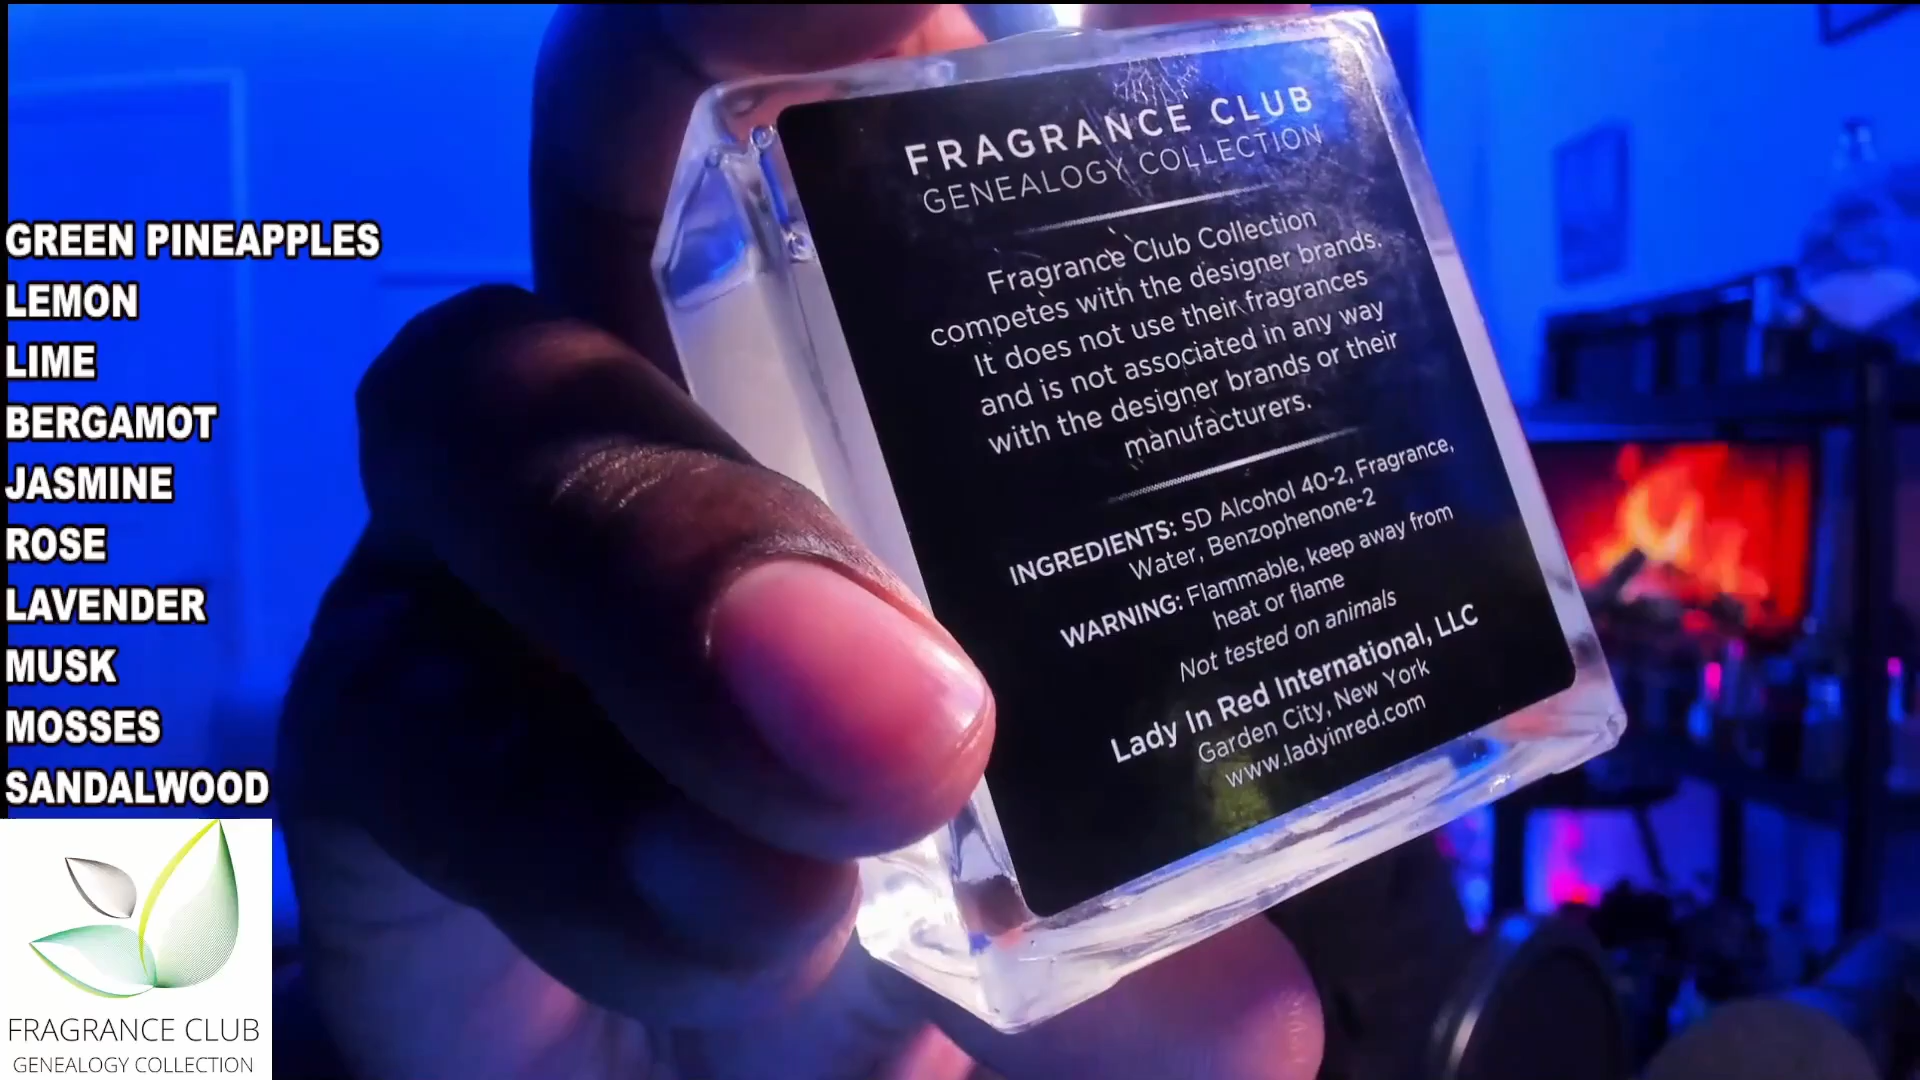 GREEN PINEAPPLES
LEMON
LIME
BERGAMOT
JASMINE
ROSE
LAVENDER
MUSK
MOSSES
SANDALWOOD
FRAGRANCE CLUB
GENEALOGY COLLECTION
FRAGRANCE CLUB
GENEALOGY COLLECTION
Fragrance Club Collection
competes with the designer brands.
It does not use their fragrances
and is not associated in any way
with the designer brands or their
manufacturers.
INGREDIENTS: SD Alcohol 40-2, Fragrance,
Water, Benzophenone-2
WARNING: Flammable, keep away from
heat or flame
Not tested on animals
Lady In Red International, LLC
Garden City, New York
www.ladyinred.com